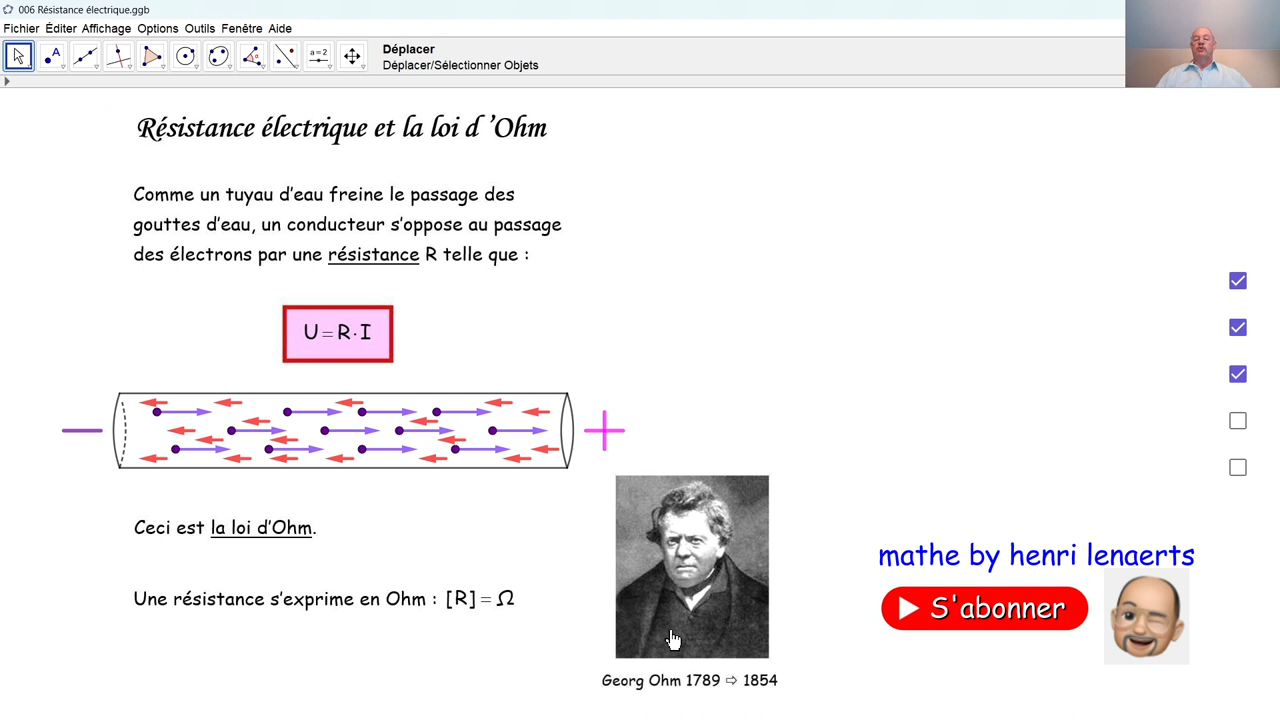 006 Résistance électrique.ggb
Fichier Éditer Affichage Options Outils Fenêtre Aide
A
a=2
Déplacer
Déplacer/Sélectionner Objets
Résistance électrique et la loi d ’Ohm
Comme un tuyau d’eau freine le passage des
gouttes d’eau, un conducteur s’oppose au passage
des électrons par une résistance R telle que :
U=R·I
Ceci est la loi d’Ohm.
Une résistance s’exprime en Ohm : [R]=Ω
Georg Ohm 1789 ⇨ 1854
mathe by henri lenaerts
S'abonner